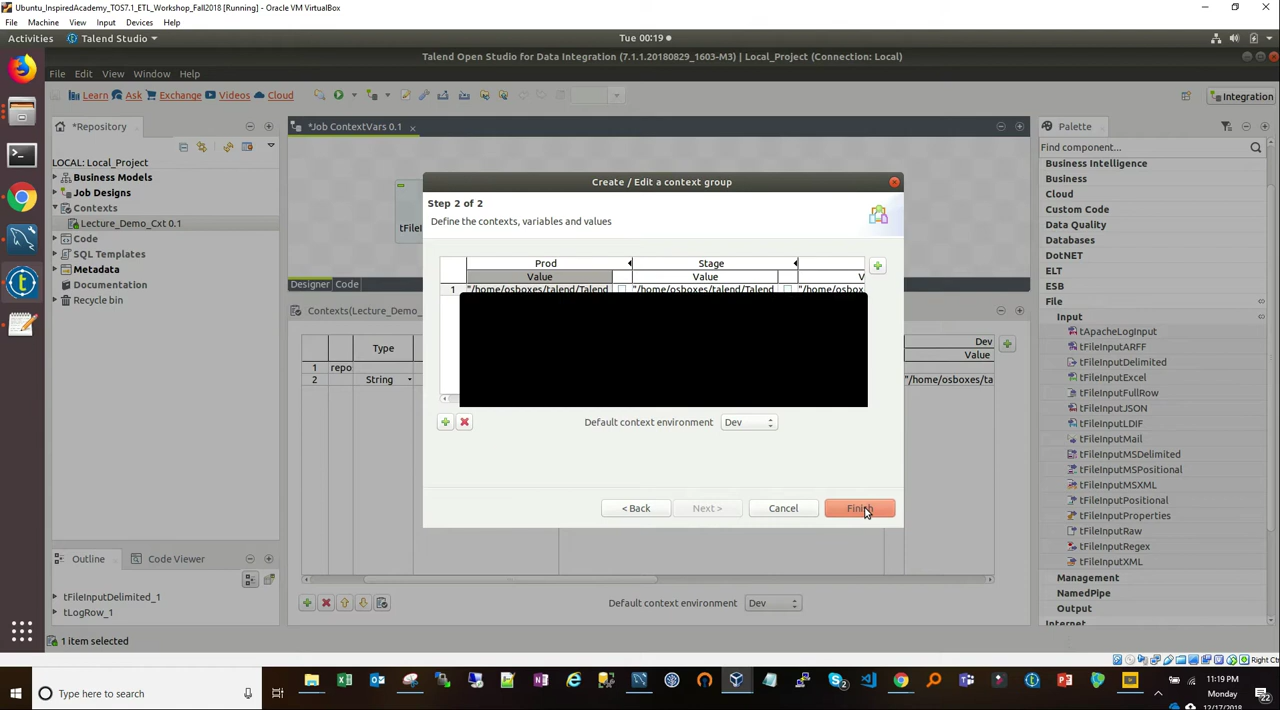 Ubuntu_InspiredAcademy_TOS7.1_ETL_Workshop_Fall2018 [Running] - Oracle VM VirtualBox
File Machine View Input Devices Help
Activities Talend Studio Tue 00:19
Talend Open Studio for Data Integration (7.1.1.20180829_1603-M3) | Local_Project (Connection: Local)
File Edit View Window Help
Learn Ask Exchange Videos Cloud Integration
*Repository
*Job ContextVars 0.1
Palette
Find component...
LOCAL: Local_Project
Business Models
Job Designs
Contexts
Lecture_Demo_Cxt 0.1
Code
SQL Templates
Metadata
Documentation
Recycle bin
Create / Edit a context group
Step 2 of 2
Define the contexts, variables and values
Prod Stage
Value Value V
1 "/home/osboxes/talend/Talend "/home/osboxes/talend/Talend "/home/osbox
Default context environment Dev
< Back Next > Cancel Finish
tFileI
Designer Code
Contexts(Lecture_Demo_
Type Dev
Value
1 repo
2 String "/home/osboxes/ta
Default context environment Dev
Business Intelligence
Business
Cloud
Custom Code
Data Quality
Databases
DotNET
ELT
ESB
File
Input
tApacheLogInput
tFileInputARFF
tFileInputDelimited
tFileInputExcel
tFileInputFullRow
tFileInputJSON
tFileInputLDIF
tFileInputMail
tFileInputMSDelimited
tFileInputMSPositional
tFileInputMSXML
tFileInputPositional
tFileInputProperties
tFileInputRaw
tFileInputRegex
tFileInputXML
Management
NamedPipe
Output
Internet
Outline Code Viewer
tFileInputDelimited_1
tLogRow_1
1 item selected
Right Ct
Type here to search
11:19 PM
Monday
12/17/2018
22